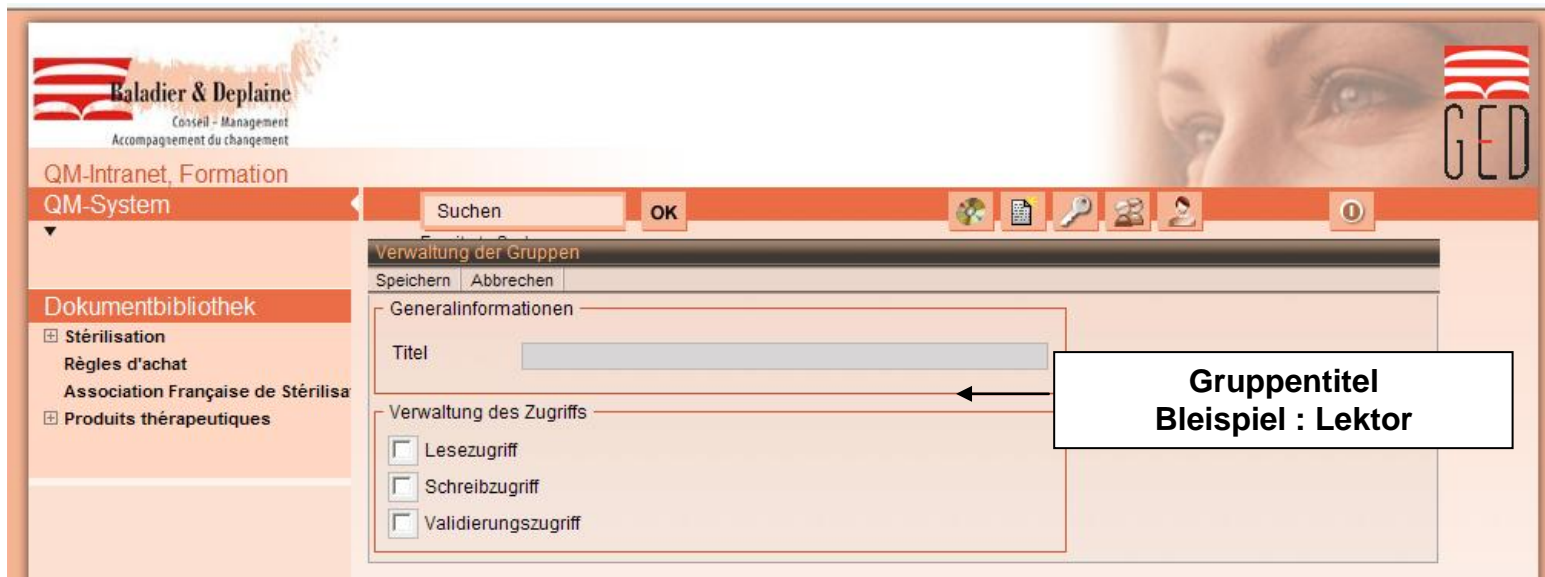 Baladier & Deplaine
Conseil - Management
Accompagnement du changement
GED
QM-Intranet, Formation
QM-System
Suchen
OK
Verwaltung der Gruppen
Speichern Abbrechen
Dokumentbibliothek
Stérilisation
Règles d'achat
Association Française de Stérilisa
Produits thérapeutiques
Generalinformationen
Titel
Verwaltung des Zugriffs
Lesezugriff
Schreibzugriff
Validierungszugriff
Gruppentitel
Bleispiel : Lektor